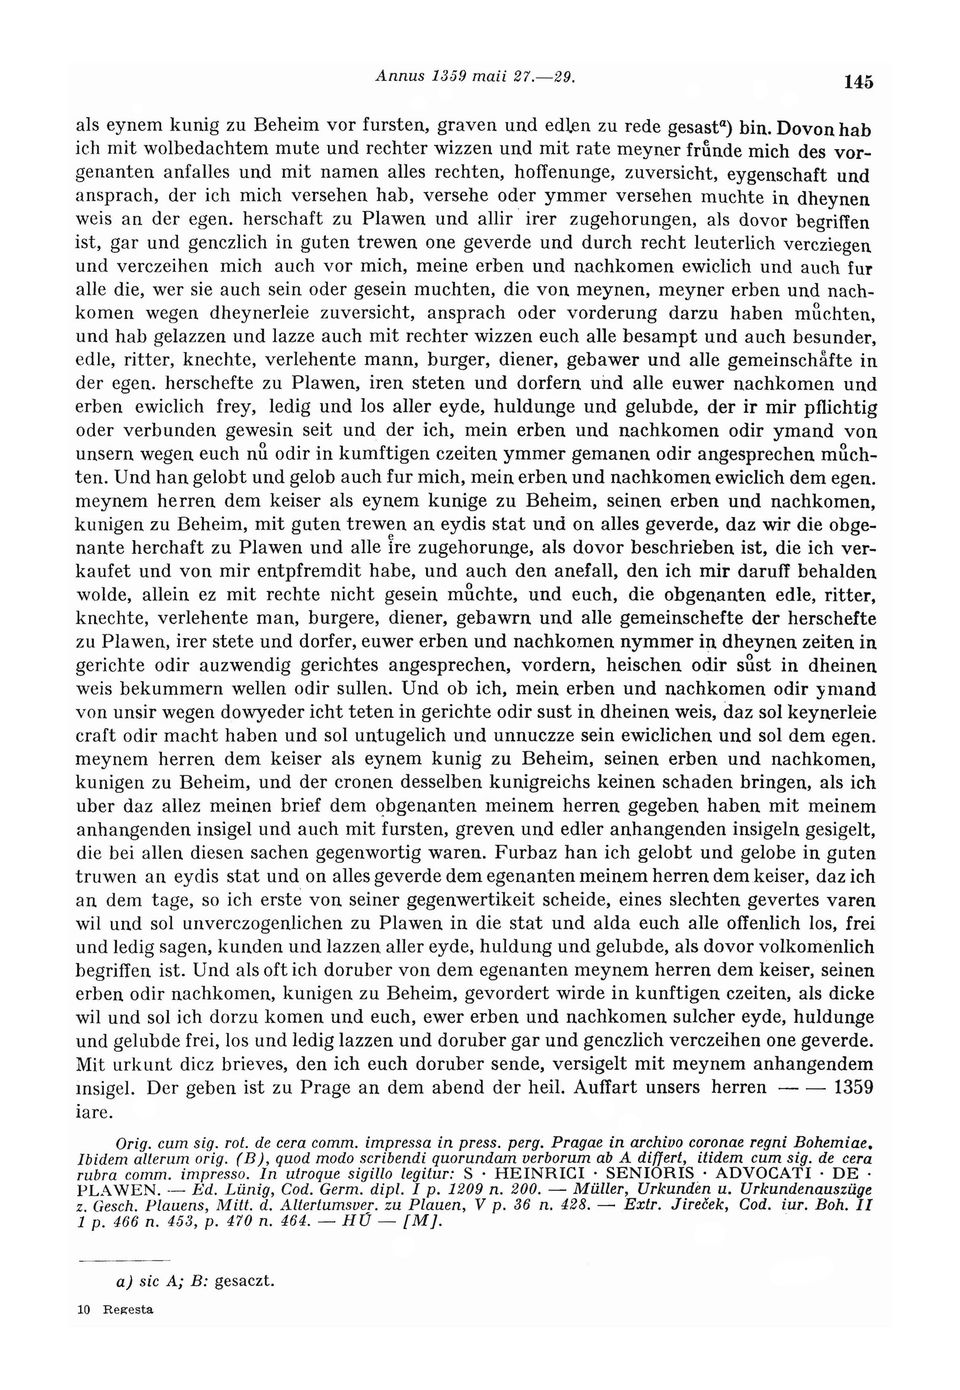 Annus 1359 maii 27.—29.
145
als eynem kunig zu Beheim vor fursten, graven und edlen zu rede gesastᵃ) bin. Dovon hab
ich mit wolbedachtem mute und rechter wizzen und mit rate meyner frůnde mich des vor-
genanten anfalles und mit namen alles rechten, hoffenunge, zuversicht, eygenschaft und
ansprach, der ich mich versehen hab, versehe oder ymmer versehen muchte in dheynen
weis an der egen. herschaft zu Plawen und allir irer zugehorungen, als dovor begriffen
ist, gar und genczlich in guten trewen one geverde und durch recht leuterlich vercziegen
und verczeihen mich auch vor mich, meine erben und nachkomen ewiclich und auch fur
alle die, wer sie auch sein oder gesein muchten, die von meynen, meyner erben und nach-
komen wegen dheynerleie zuversicht, ansprach oder vorderung darzu haben můchten,
und hab gelazzen und lazze auch mit rechter wizzen euch alle besampt und auch besunder,
edle, ritter, knechte, verlehente mann, burger, diener, gebawer und alle gemeinschåfte in
der egen. herschefte zu Plawen, iren steten und dorfern und alle euwer nachkomen und
erben ewiclich frey, ledig und los aller eyde, huldunge und gelubde, der ir mir pflichtig
oder verbunden gewesin seit und der ich, mein erben und nachkomen odir ymand von
unsern wegen euch nů odir in kumftigen czeiten ymmer gemanen odir angesprechen můch-
ten. Und han gelobt und gelob auch fur mich, mein erben und nachkomen ewiclich dem egen.
meynem herren dem keiser als eynem kunige zu Beheim, seinen erben und nachkomen,
kunigen zu Beheim, mit guten trewen an eydis stat und on alles geverde, daz wir die obge-
nante herchaft zu Plawen und alle iͤre zugehorunge, als dovor beschrieben ist, die ich ver-
kaufet und von mir entpfremdit habe, und auch den anefall, den ich mir daruff behalden
wolde, allein ez mit rechte nicht gesein můchte, und euch, die obgenanten edle, ritter,
knechte, verlehente man, burgere, diener, gebawrn und alle gemeinschefte der herschefte
zu Plawen, irer stete und dorfer, euwer erben und nachkomen nymmer in dheynen zeiten in
gerichte odir auzwendig gerichtes angesprechen, vordern, heischen odir sůst in dheinen
weis bekummern wellen odir sullen. Und ob ich, mein erben und nachkomen odir ymand
von unsir wegen dowyeder icht teten in gerichte odir sust in dheinen weis, daz sol keynerleie
craft odir macht haben und sol untugelich und unnuczze sein ewiclichen und sol dem egen.
meynem herren dem keiser als eynem kunig zu Beheim, seinen erben und nachkomen,
kunigen zu Beheim, und der cronen desselben kunigreichs keinen schaden bringen, als ich
uber daz allez meinen brief dem obgenanten meinem herren gegeben haben mit meinem
anhangenden insigel und auch mit fursten, greven und edler anhangenden insigeln gesigelt,
die bei allen diesen sachen gegenwortig waren. Furbaz han ich gelobt und gelobe in guten
truwen an eydis stat und on alles geverde dem egenanten meinem herren dem keiser, daz ich
an dem tage, so ich erste von seiner gegenwertikeit scheide, eines slechten gevertes varen
wil und sol unverczogenlichen zu Plawen in die stat und alda euch alle offenlich los, frei
und ledig sagen, kunden und lazzen aller eyde, huldung und gelubde, als dovor volkomenlich
begriffen ist. Und als oft ich doruber von dem egenanten meynem herren dem keiser, seinen
erben odir nachkomen, kunigen zu Beheim, gevordert wirde in kunftigen czeiten, als dicke
wil und sol ich dorzu komen und euch, ewer erben und nachkomen sulcher eyde, huldunge
und gelubde frei, los und ledig lazzen und doruber gar und genczlich verczeihen one geverde.
Mit urkunt dicz brieves, den ich euch doruber sende, versigelt mit meynem anhangendem
insigel. Der geben ist zu Prage an dem abend der heil. Auffart unsers herren — — 1359
iare.
Orig. cum sig. rot. de cera comm. impressa in press. perg. Pragae in archivo coronae regni Bohemiae.
Ibidem alterum orig. (B), quod modo scribendi quorundam verborum ab A differt, itidem cum sig. de cera
rubra comm. impresso. In utroque sigillo legitur: S · HEINRICI · SENIORIS · ADVOCATI · DE ·
PLAWEN. — Ed. Lünig, Cod. Germ. dipl. I p. 1209 n. 200. — Müller, Urkunden u. Urkundenauszüge
z. Gesch. Plauens, Mitt. d. Altertumsver. zu Plauen, V p. 36 n. 428. — Extr. Jireček, Cod. iur. Boh. II
1 p. 466 n. 453, p. 470 n. 464. — HŮ — [M].
a) sic A; B: gesaczt.
10 Regesta